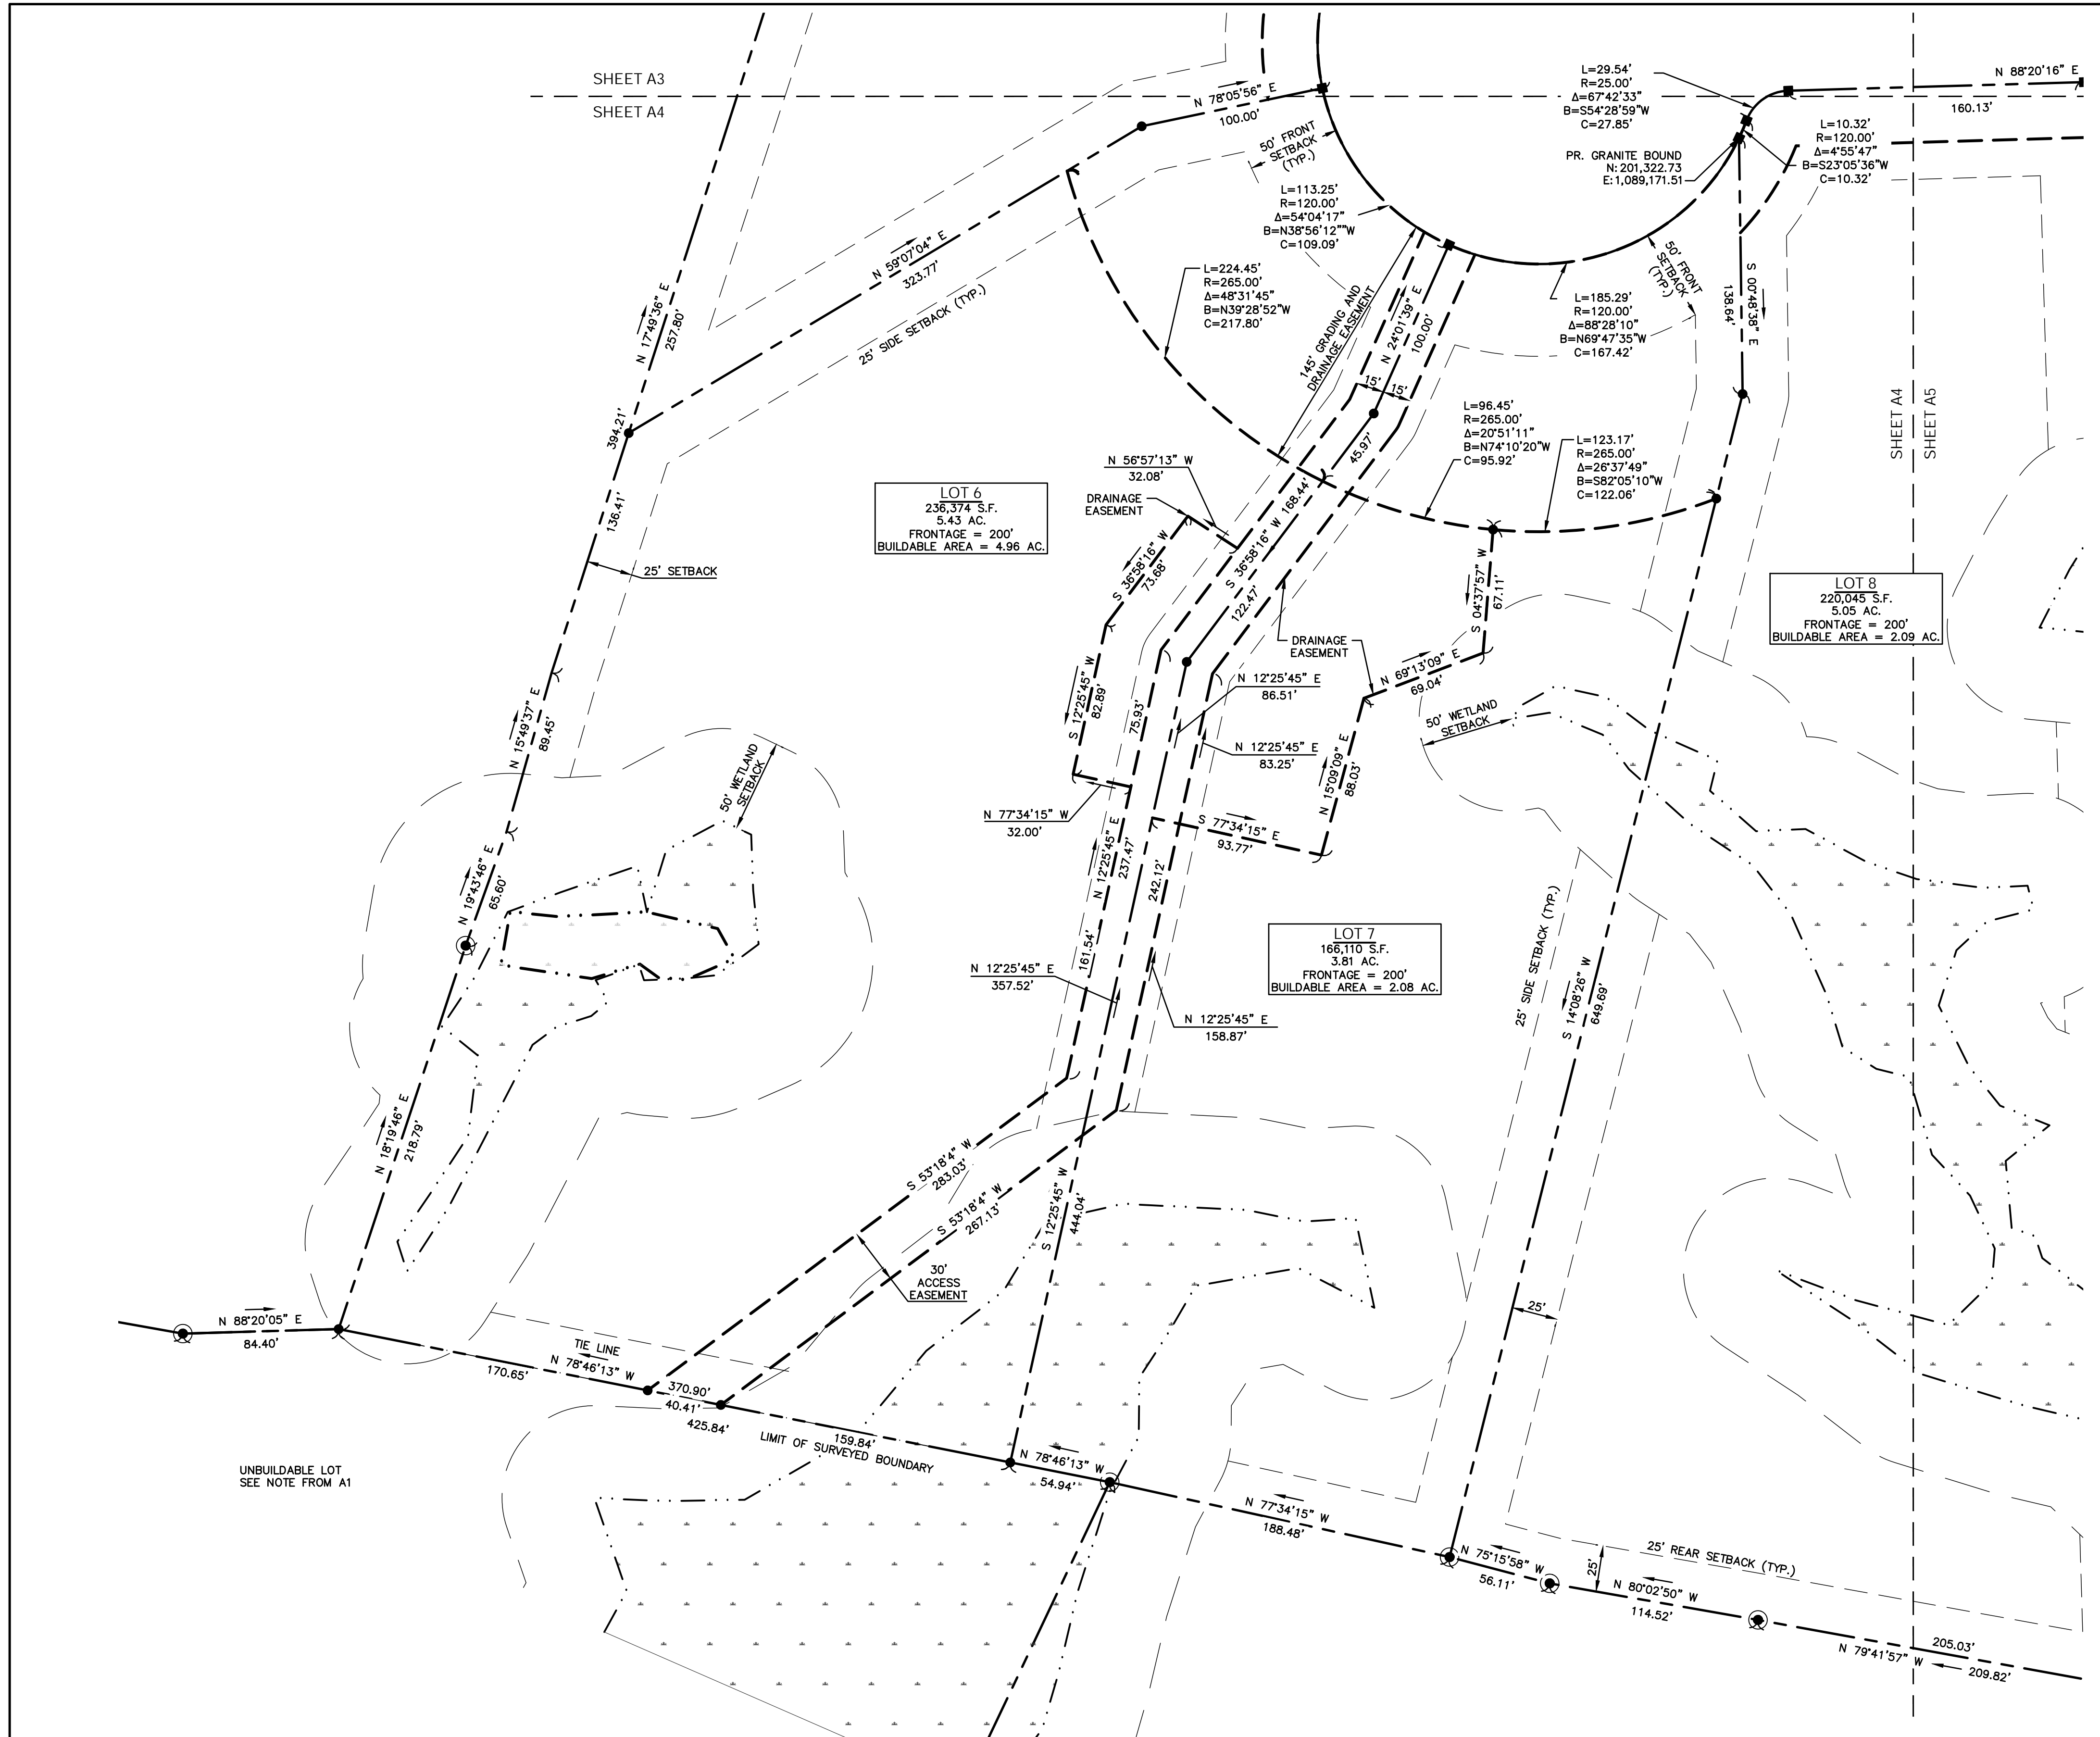 SHEET A3
SHEET A4
N 78°05'56" E
100.00'
50' FRONT
SETBACK
(TYP.)
L=29.54'
R=25.00'
Δ=67°42'33"
B=S54°28'59"W
C=27.85'
N 88°20'16" E
160.13'
L=10.32'
R=120.00'
Δ=4°55'47"
B=S23°05'36"W
C=10.32'
PR. GRANITE BOUND
N: 201,322.73
E: 1,089,171.51
L=113.25'
R=120.00'
Δ=54°04'17"
B=N38°56'12""W
C=109.09'
N 59°07'04" E
323.77'
25' SIDE SETBACK (TYP.)
N 17°49'36" E
257.80'
L=224.45'
R=265.00'
Δ=48°31'45"
B=N39°28'52"W
C=217.80'
145' GRADING AND
DRAINAGE EASEMENT
N 24°01'39" E
100.00'
15'
15'
L=185.29'
R=120.00'
Δ=88°28'10"
B=N69°47'35"W
C=167.42'
50' FRONT
SETBACK
(TYP.)
S 00°48'38" E
138.64'
SHEET A4
SHEET A5
394.21'
136.41'
L=96.45'
R=265.00'
Δ=20°51'11"
B=N74°10'20"W
C=95.92'
L=123.17'
R=265.00'
Δ=26°37'49"
B=S82°05'10"W
C=122.06'
45.97'
N 56°57'13" W
32.08'
DRAINAGE
EASEMENT
LOT 6
236,374 S.F.
5.43 AC.
FRONTAGE = 200'
BUILDABLE AREA = 4.96 AC.
25' SETBACK
S 36°58'16" W
73.68'
S 36°58'16" W 168.44'
122.47'
S 04°37'57" W
67.11'
LOT 8
220,045 S.F.
5.05 AC.
FRONTAGE = 200'
BUILDABLE AREA = 2.09 AC.
DRAINAGE
EASEMENT
N 69°13'09" E
69.04'
N 15°49'37" E
89.45'
S 12°25'45" W
82.89'
75.93'
N 12°25'45" E
86.51'
N 12°25'45" E
83.25'
50' WETLAND
SETBACK
N 15°09'09" E
88.03'
50' WETLAND
SETBACK
N 77°34'15" W
32.00'
S 77°34'15" E
93.77'
N 19°43'46" E
65.60'
N 12°25'45" E
237.47'
242.12'
161.54'
N 12°25'45" E
357.52'
LOT 7
166,110 S.F.
3.81 AC.
FRONTAGE = 200'
BUILDABLE AREA = 2.08 AC.
25' SIDE SETBACK (TYP.)
S 14°08'26" W
649.69'
N 12°25'45" E
158.87'
N 18°19'46" E
218.79'
S 53°18'4" W
283.03'
S 53°18'4" W
267.13'
S 12°25'45" W
444.04'
30'
ACCESS
EASEMENT
25'
N 88°20'05" E
84.40'
TIE LINE
N 78°46'13" W
170.65'
370.90'
40.41'
425.84'
159.84'
LIMIT OF SURVEYED BOUNDARY
N 78°46'13" W
54.94'
UNBUILDABLE LOT
SEE NOTE FROM A1
N 77°34'15" W
188.48'
N 75°15'58" W
56.11'
25'
25' REAR SETBACK (TYP.)
N 80°02'50" W
114.52'
205.03'
N 79°41'57" W
209.82'